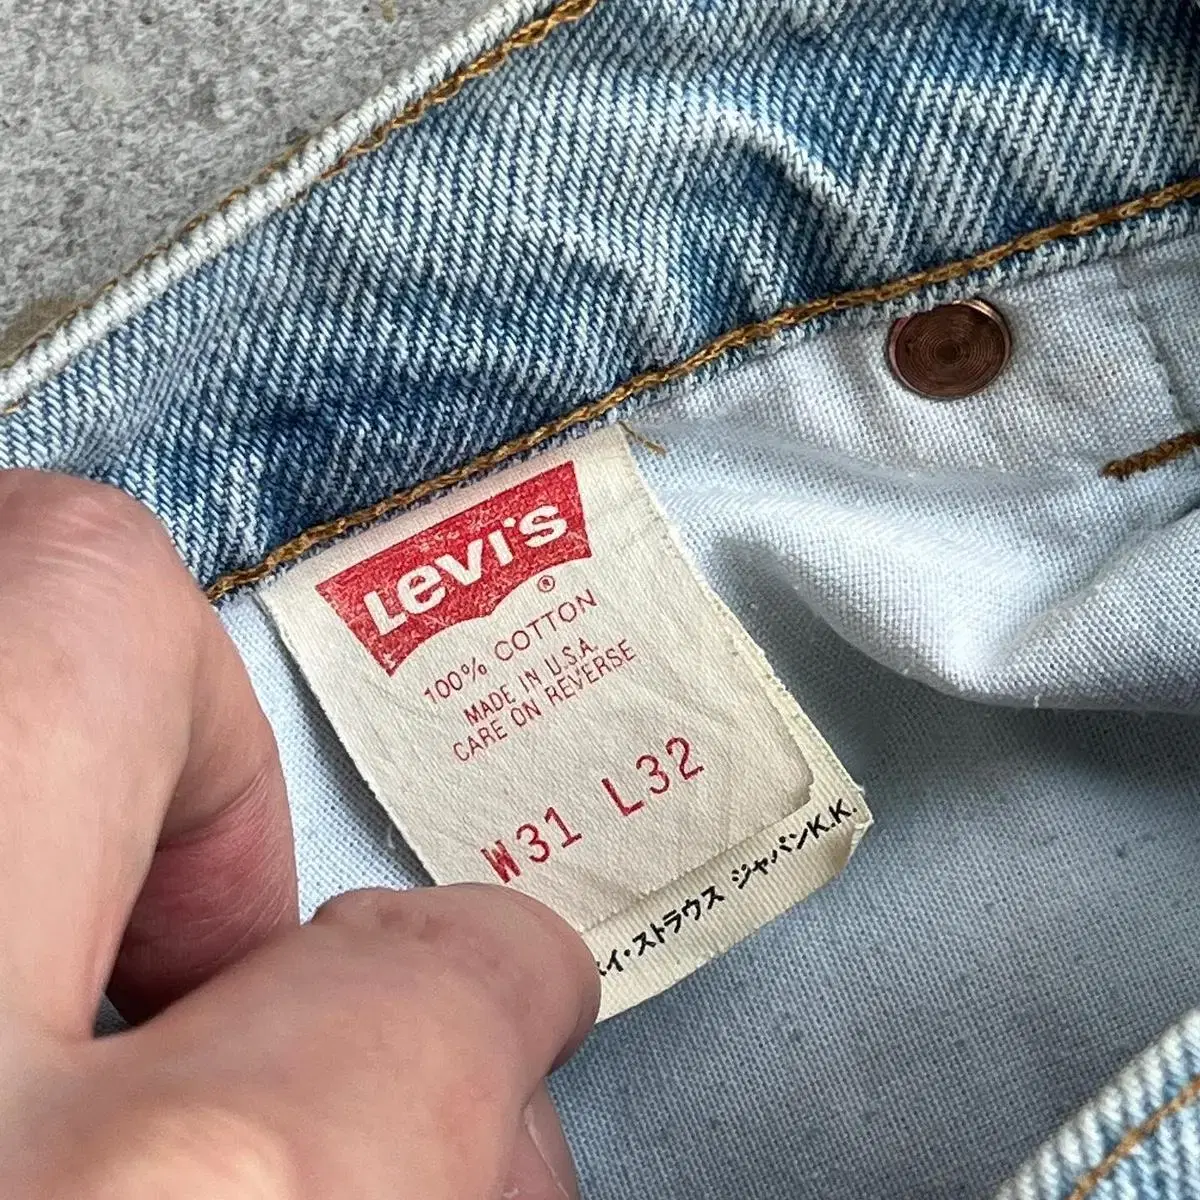 Levi's ®
100% COTTON
MADE IN U.S.A.
CARE ON REVERSE
W31 L32
イ・ストラウス ジャパンK.K.